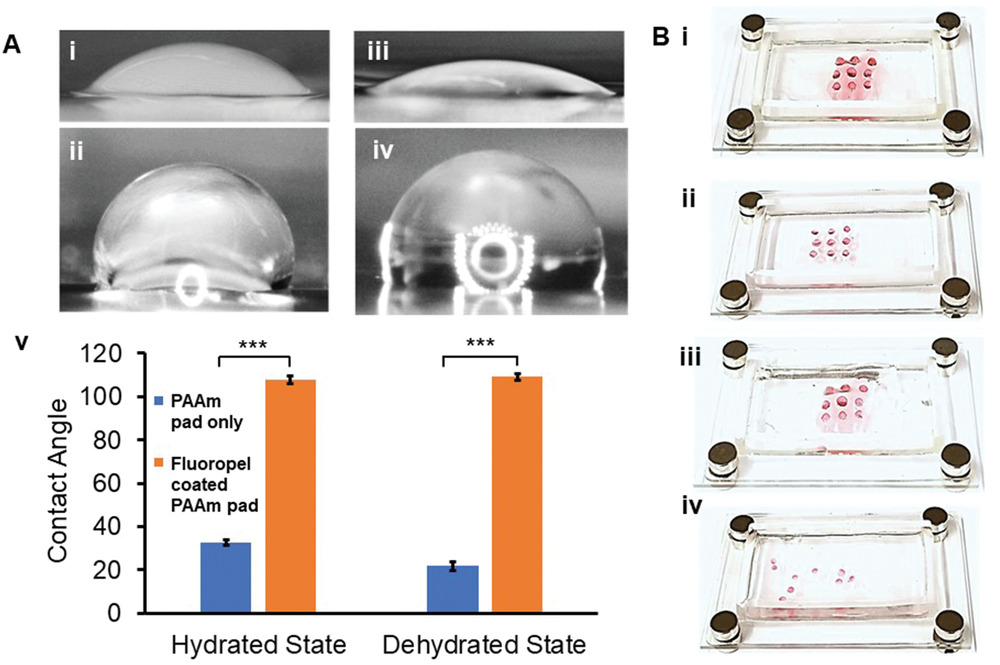 A
i
iii
ii
iv
B
i
ii
iii
iv
v
120
100
80
60
40
20
0
Contact Angle
***
***
PAAm
pad only
Fluoropel
coated
PAAm pad
Hydrated State
Dehydrated State